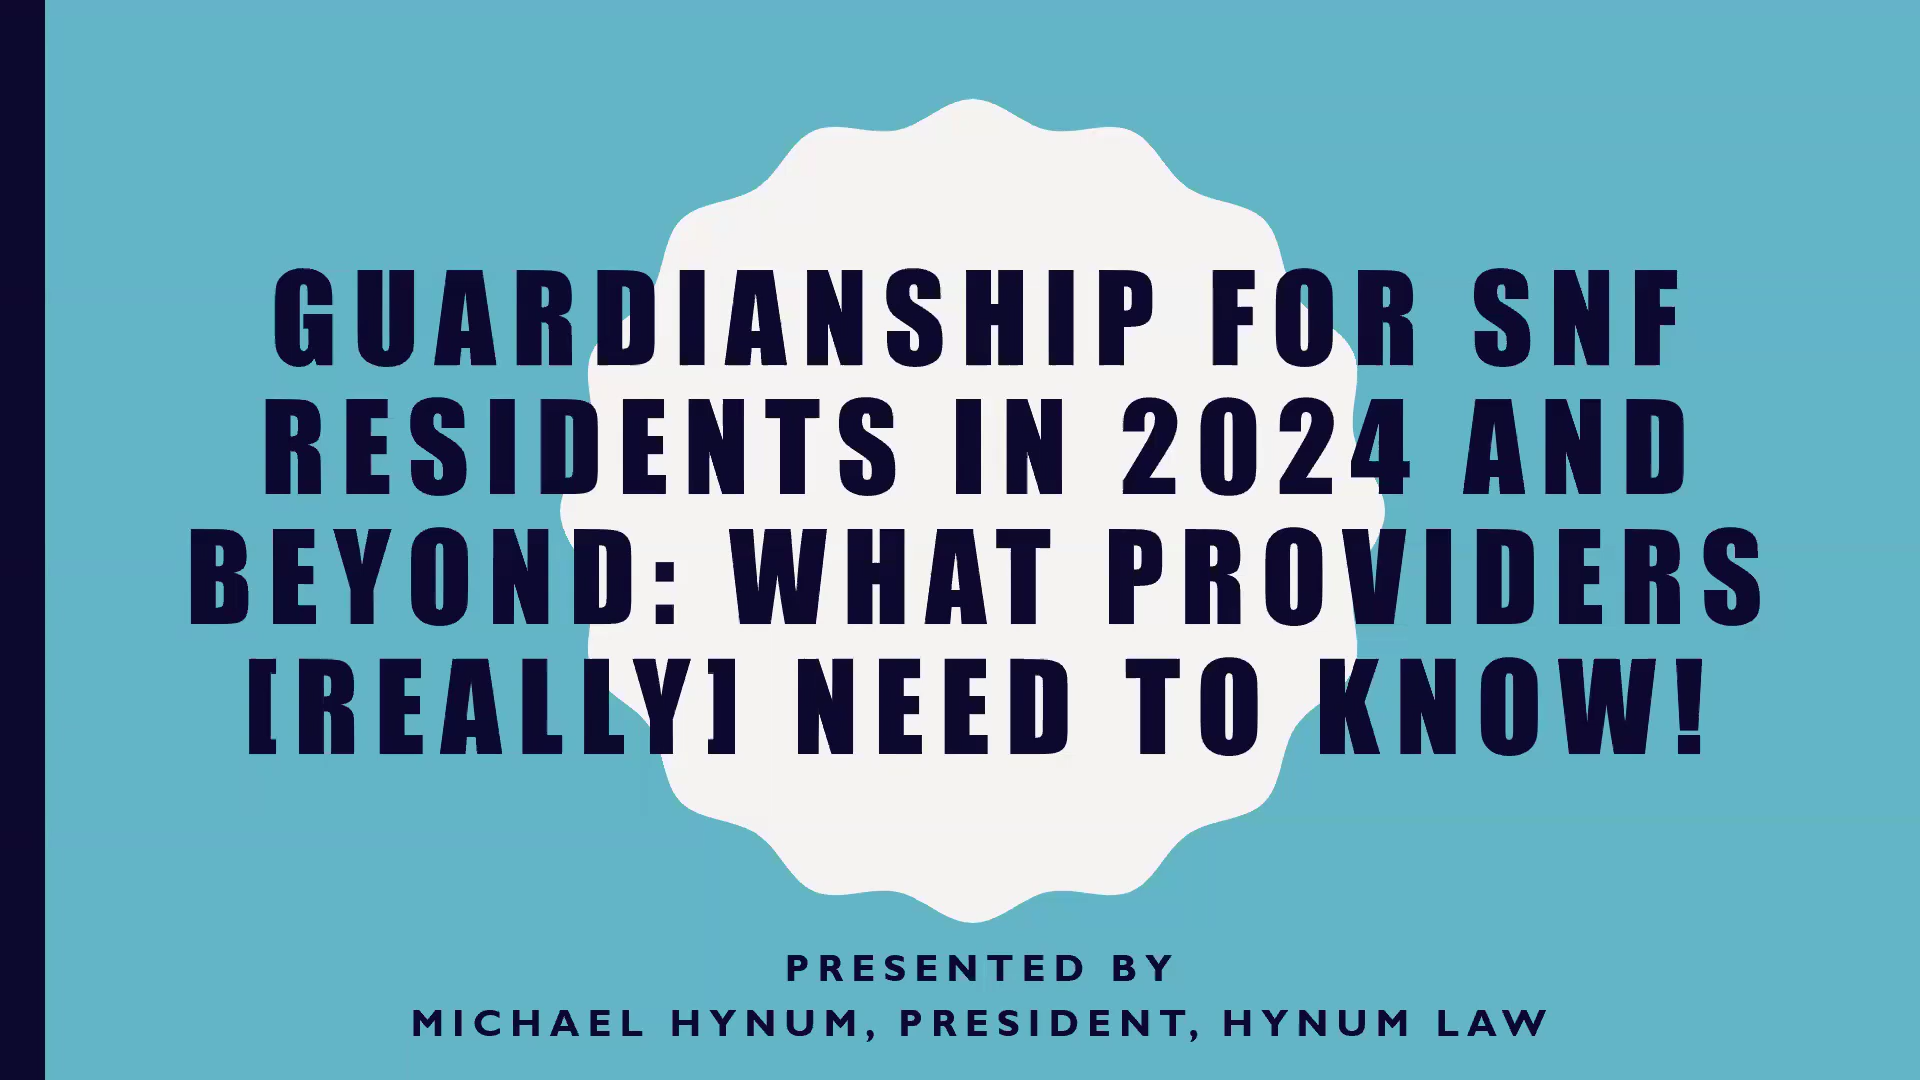 GUARDIANSHIP FOR SNF
RESIDENTS IN 2024 AND
BEYOND: WHAT PROVIDERS
[REALLY] NEED TO KNOW!
PRESENTED BY
MICHAEL HYNUM, PRESIDENT, HYNUM LAW